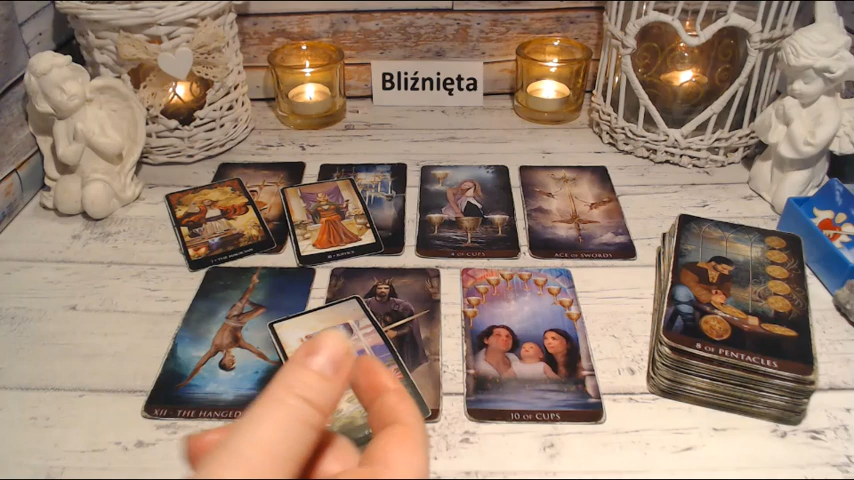 Bliźnięta
4 OF CUPS
ACE OF SWORDS
XII · THE HANGED
10 OF CUPS
8 OF PENTACLES